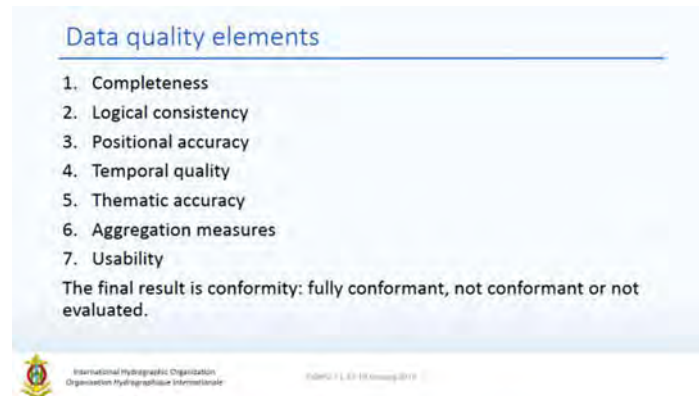 Data quality elements
1. Completeness
2. Logical consistency
3. Positional accuracy
4. Temporal quality
5. Thematic accuracy
6. Aggregation measures
7. Usability
The final result is conformity: fully conformant, not conformant or not
evaluated.
International Hydrographic Organization
Organisation Hydrographique Internationale